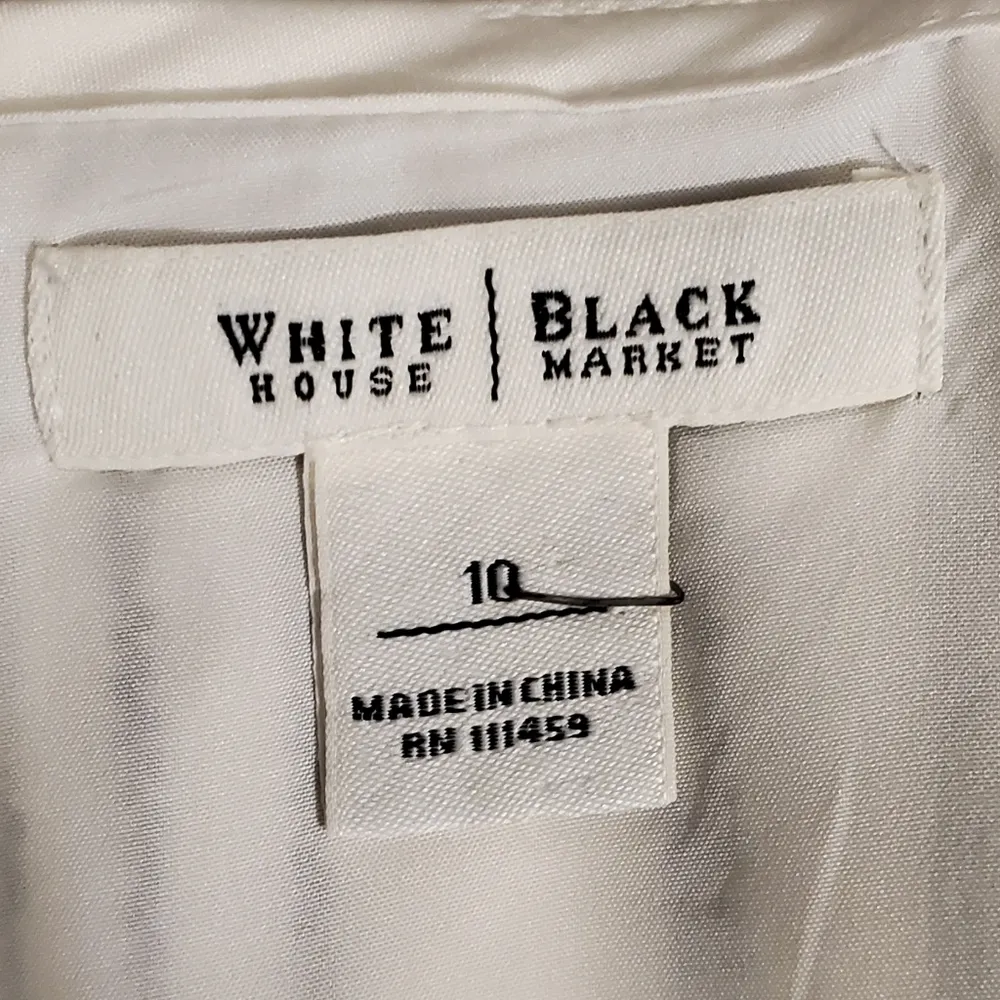 WHITE | BLACK
HOUSE | MARKET
10
MADE IN CHINA
RN 111459